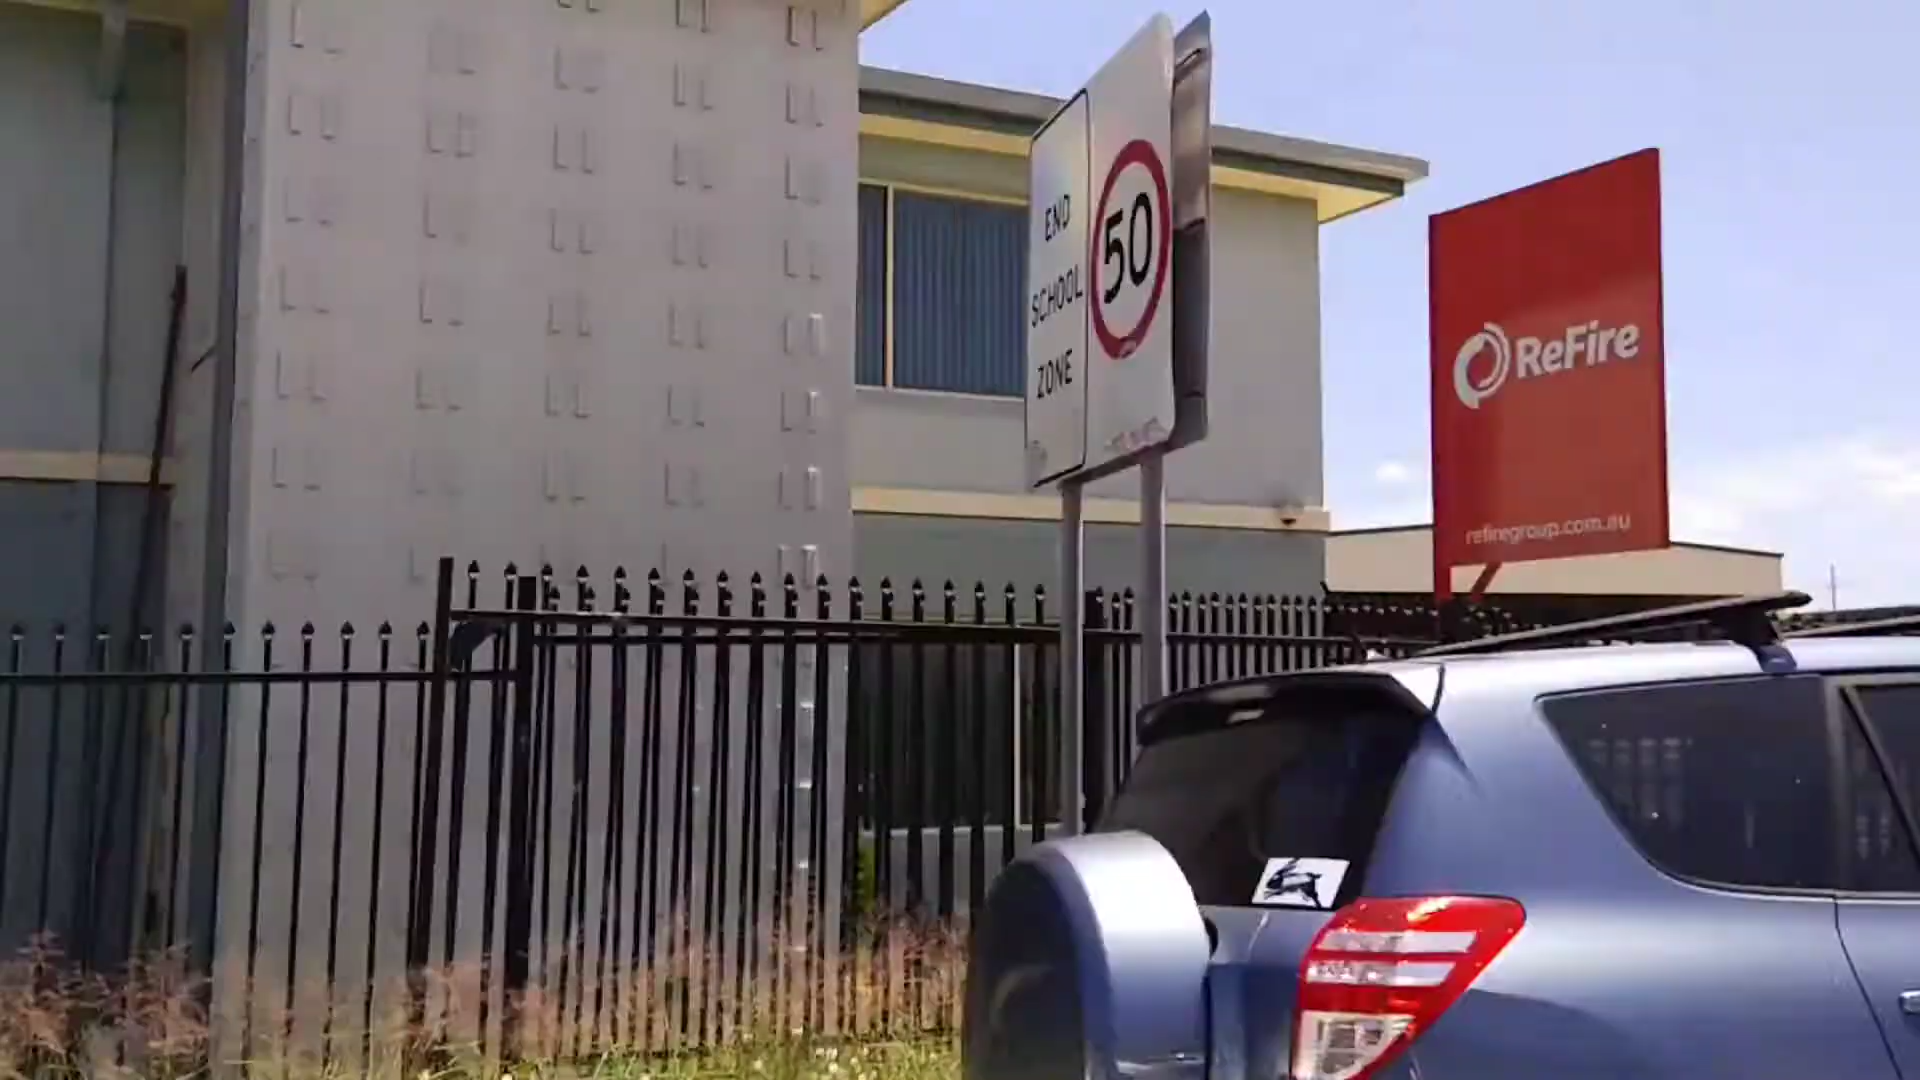 END
SCHOOL
ZONE
50
ReFire
refiregroup.com.au